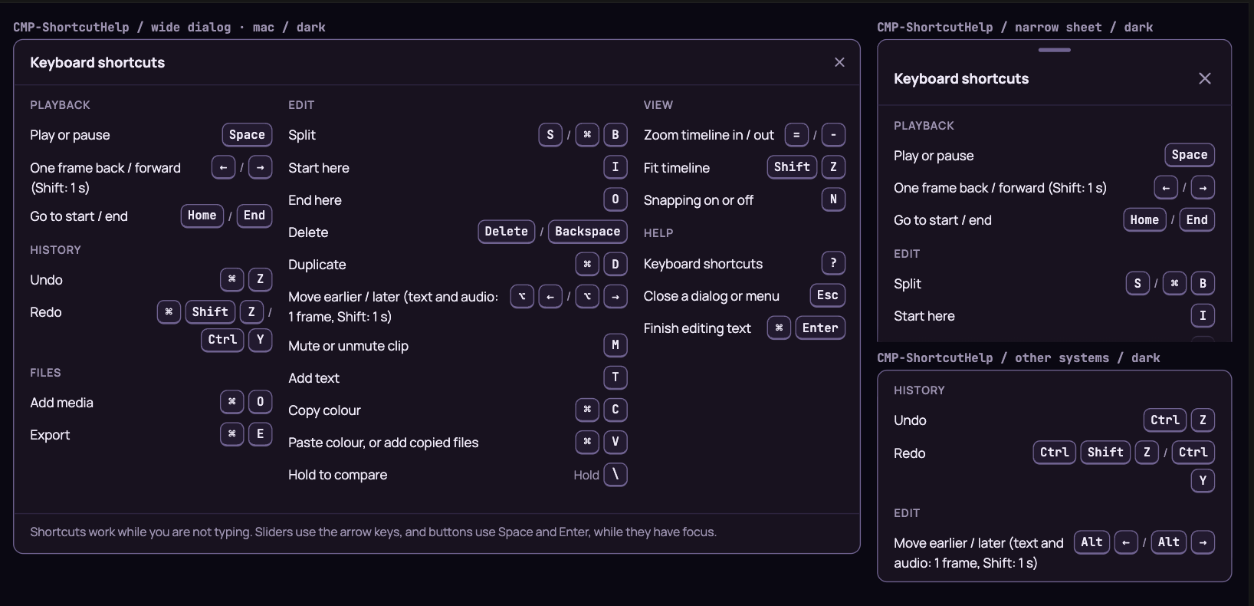 CMP-ShortcutHelp / wide dialog · mac / dark
Keyboard shortcuts ×
PLAYBACK
Play or pause Space
One frame back / forward ← / →
(Shift: 1 s)
Go to start / end Home / End
HISTORY
Undo ⌘ Z
Redo ⌘ Shift Z /
Ctrl Y
FILES
Add media ⌘ O
Export ⌘ E
EDIT
Split S / ⌘ B
Start here I
End here O
Delete Delete / Backspace
Duplicate ⌘ D
Move earlier / later (text and audio: ⌥ ← / ⌥ →
1 frame, Shift: 1 s)
Mute or unmute clip M
Add text T
Copy colour ⌘ C
Paste colour, or add copied files ⌘ V
Hold to compare Hold \
VIEW
Zoom timeline in / out = / -
Fit timeline Shift Z
Snapping on or off N
HELP
Keyboard shortcuts ?
Close a dialog or menu Esc
Finish editing text ⌘ Enter
Shortcuts work while you are not typing. Sliders use the arrow keys, and buttons use Space and Enter, while they have focus.
CMP-ShortcutHelp / narrow sheet / dark
Keyboard shortcuts ×
PLAYBACK
Play or pause Space
One frame back / forward (Shift: 1 s) ← / →
Go to start / end Home / End
EDIT
Split S / ⌘ B
Start here I
CMP-ShortcutHelp / other systems / dark
HISTORY
Undo Ctrl Z
Redo Ctrl Shift Z / Ctrl
Y
EDIT
Move earlier / later (text and Alt ← / Alt →
audio: 1 frame, Shift: 1 s)